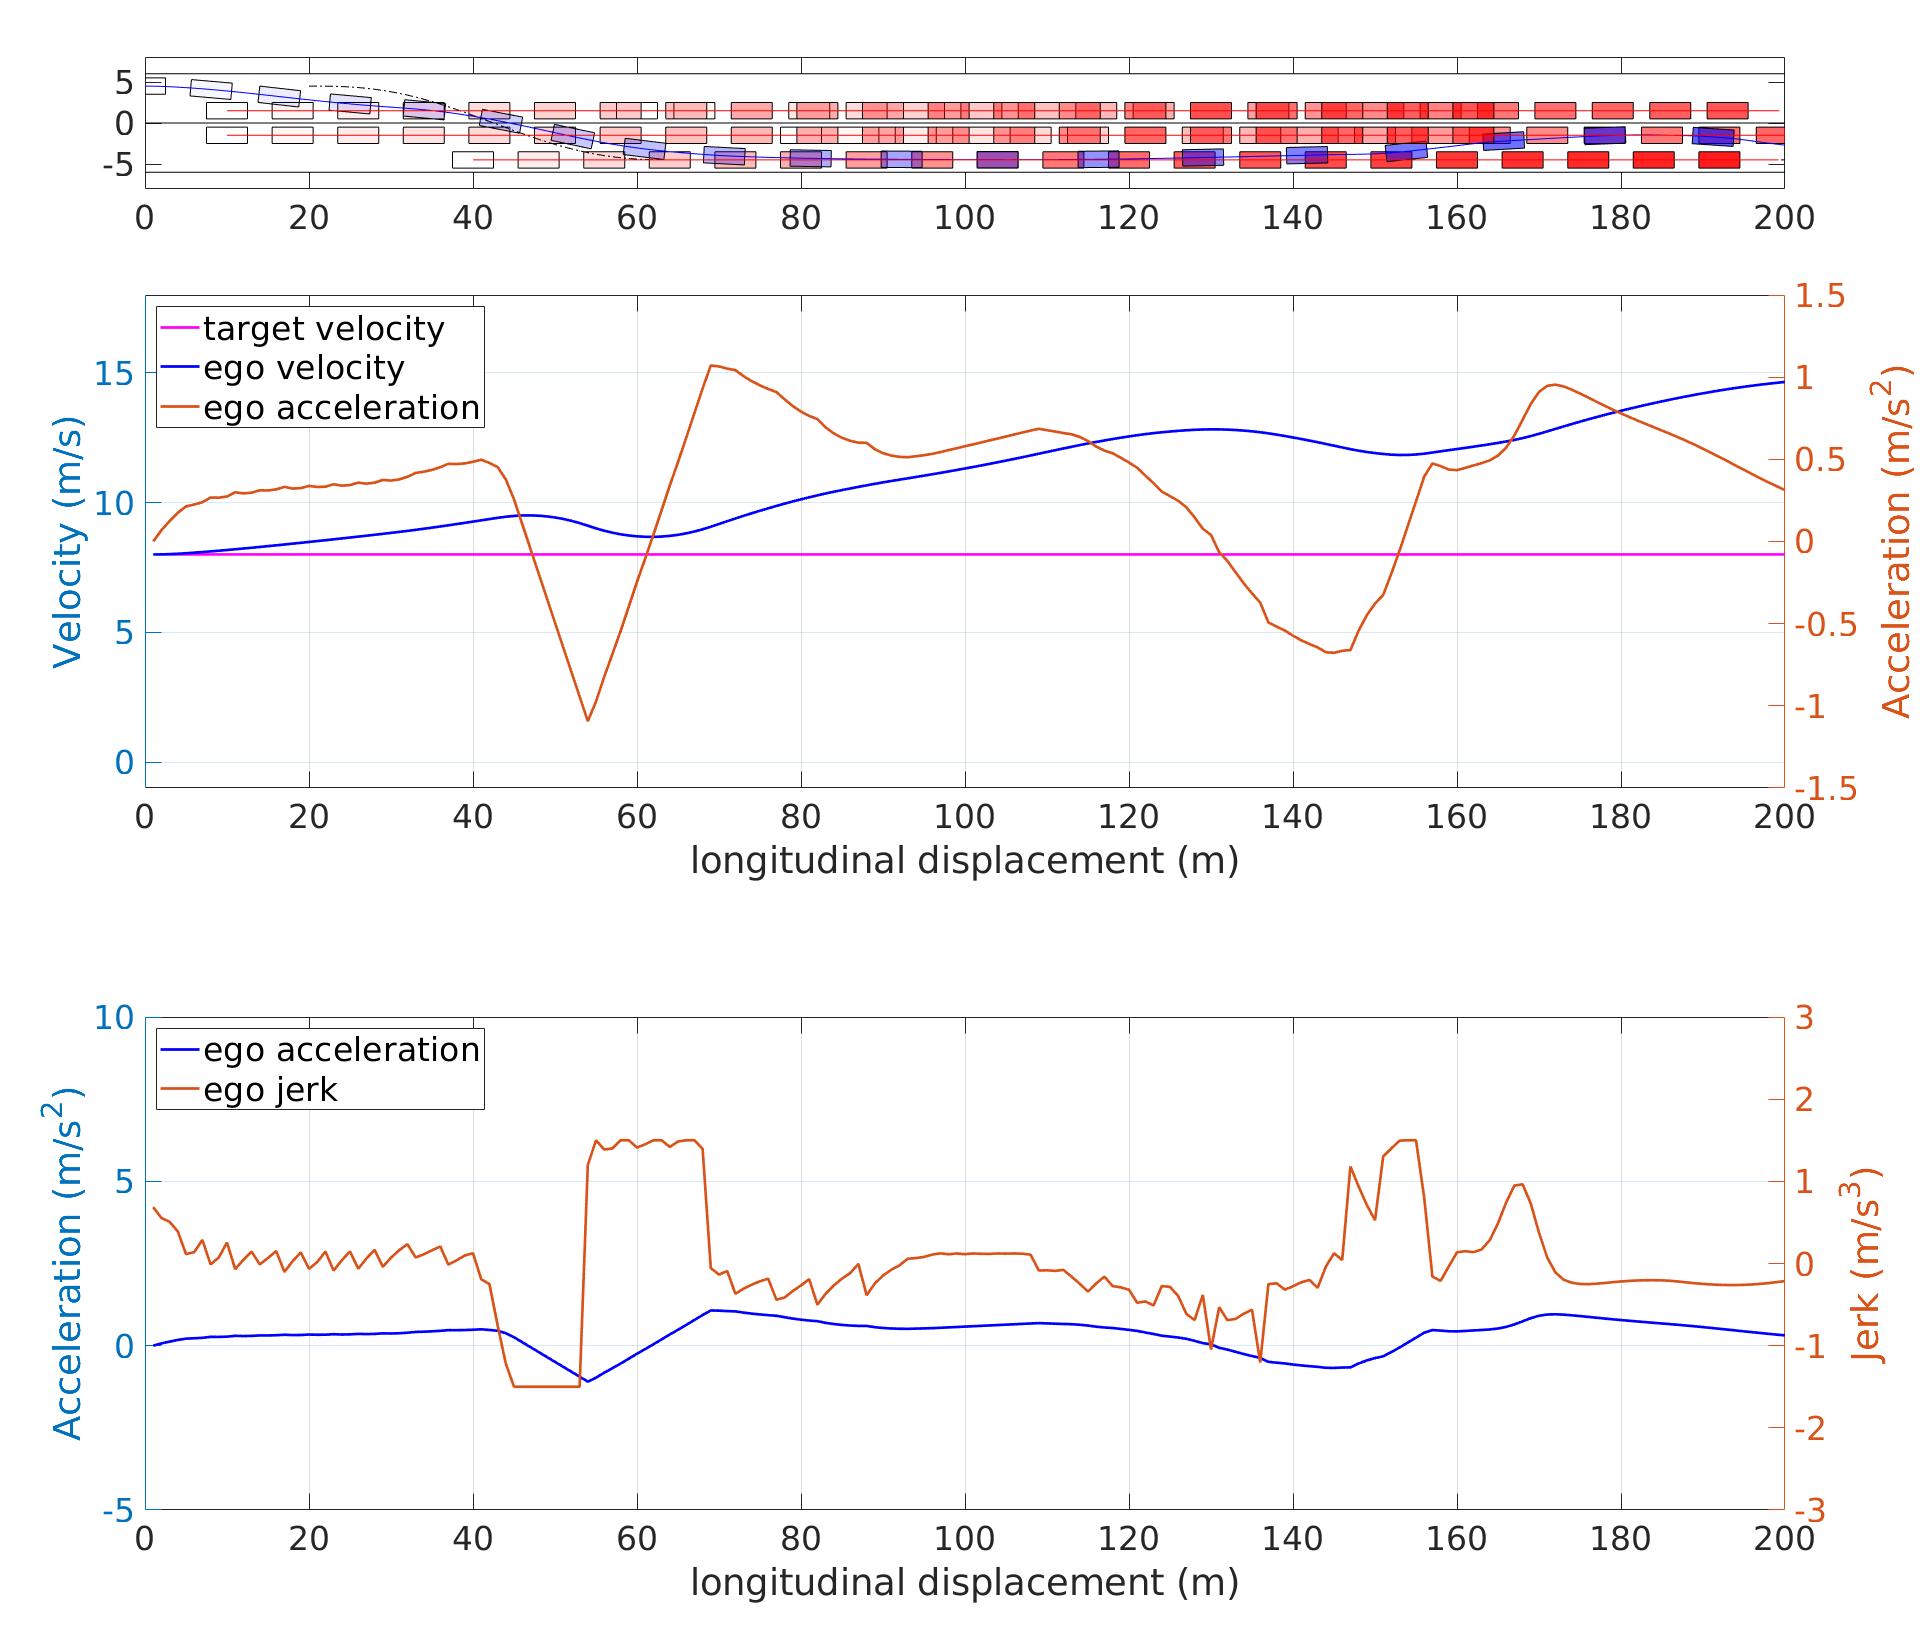 5
0
-5
0 20 40 60 80 100 120 140 160 180 200
target velocity
ego velocity
ego acceleration
Velocity (m/s)
15
10
5
0
Acceleration (m/s²)
1.5
1
0.5
0
-0.5
-1
-1.5
0 20 40 60 80 100 120 140 160 180 200
longitudinal displacement (m)
ego acceleration
ego jerk
Acceleration (m/s²)
10
5
0
-5
Jerk (m/s³)
3
2
1
0
-1
-2
-3
0 20 40 60 80 100 120 140 160 180 200
longitudinal displacement (m)